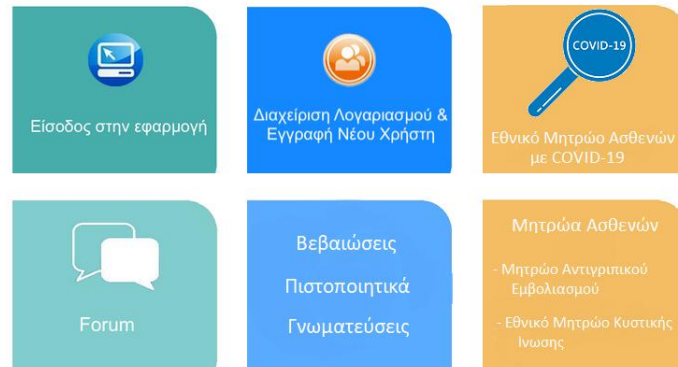 Είσοδος στην εφαρμογή
Διαχείριση Λογαριασμού &
Εγγραφή Νέου Χρήστη
COVID-19
Εθνικό Μητρώο Ασθενών
με COVID-19
Forum
Βεβαιώσεις
Πιστοποιητικά
Γνωματεύσεις
Μητρώα Ασθενών
- Μητρώο Αντιγριπικού
Εμβολιασμού
- Εθνικό Μητρώο Κυστικής
Ινωσης